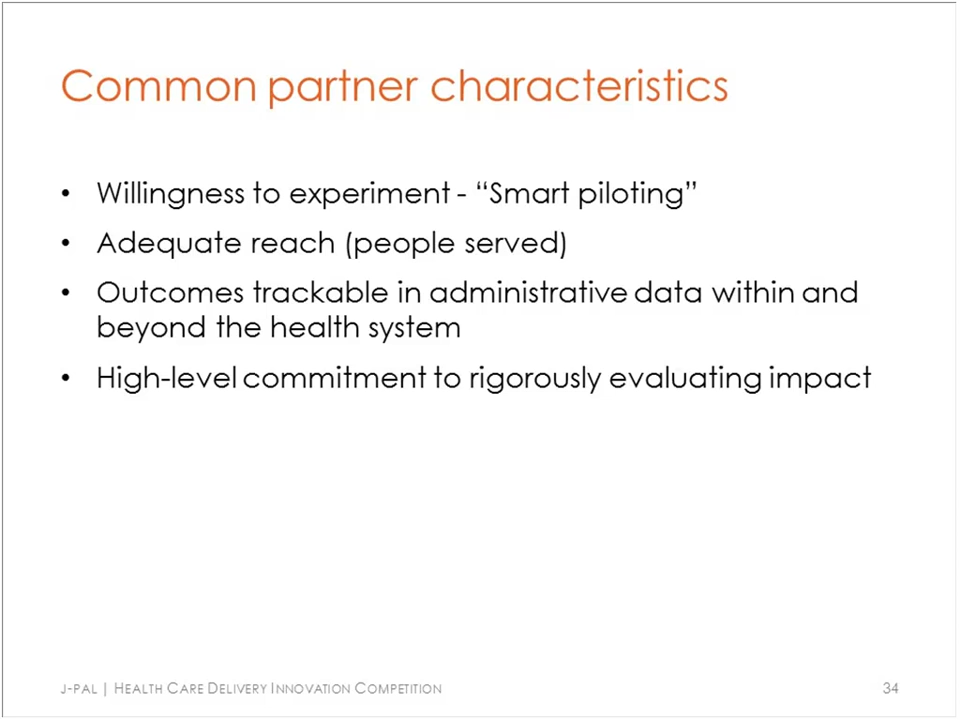 Common partner characteristics
• Willingness to experiment - “Smart piloting”
• Adequate reach (people served)
• Outcomes trackable in administrative data within and
beyond the health system
• High-level commitment to rigorously evaluating impact
J-PAL | HEALTH CARE DELIVERY INNOVATION COMPETITION
34